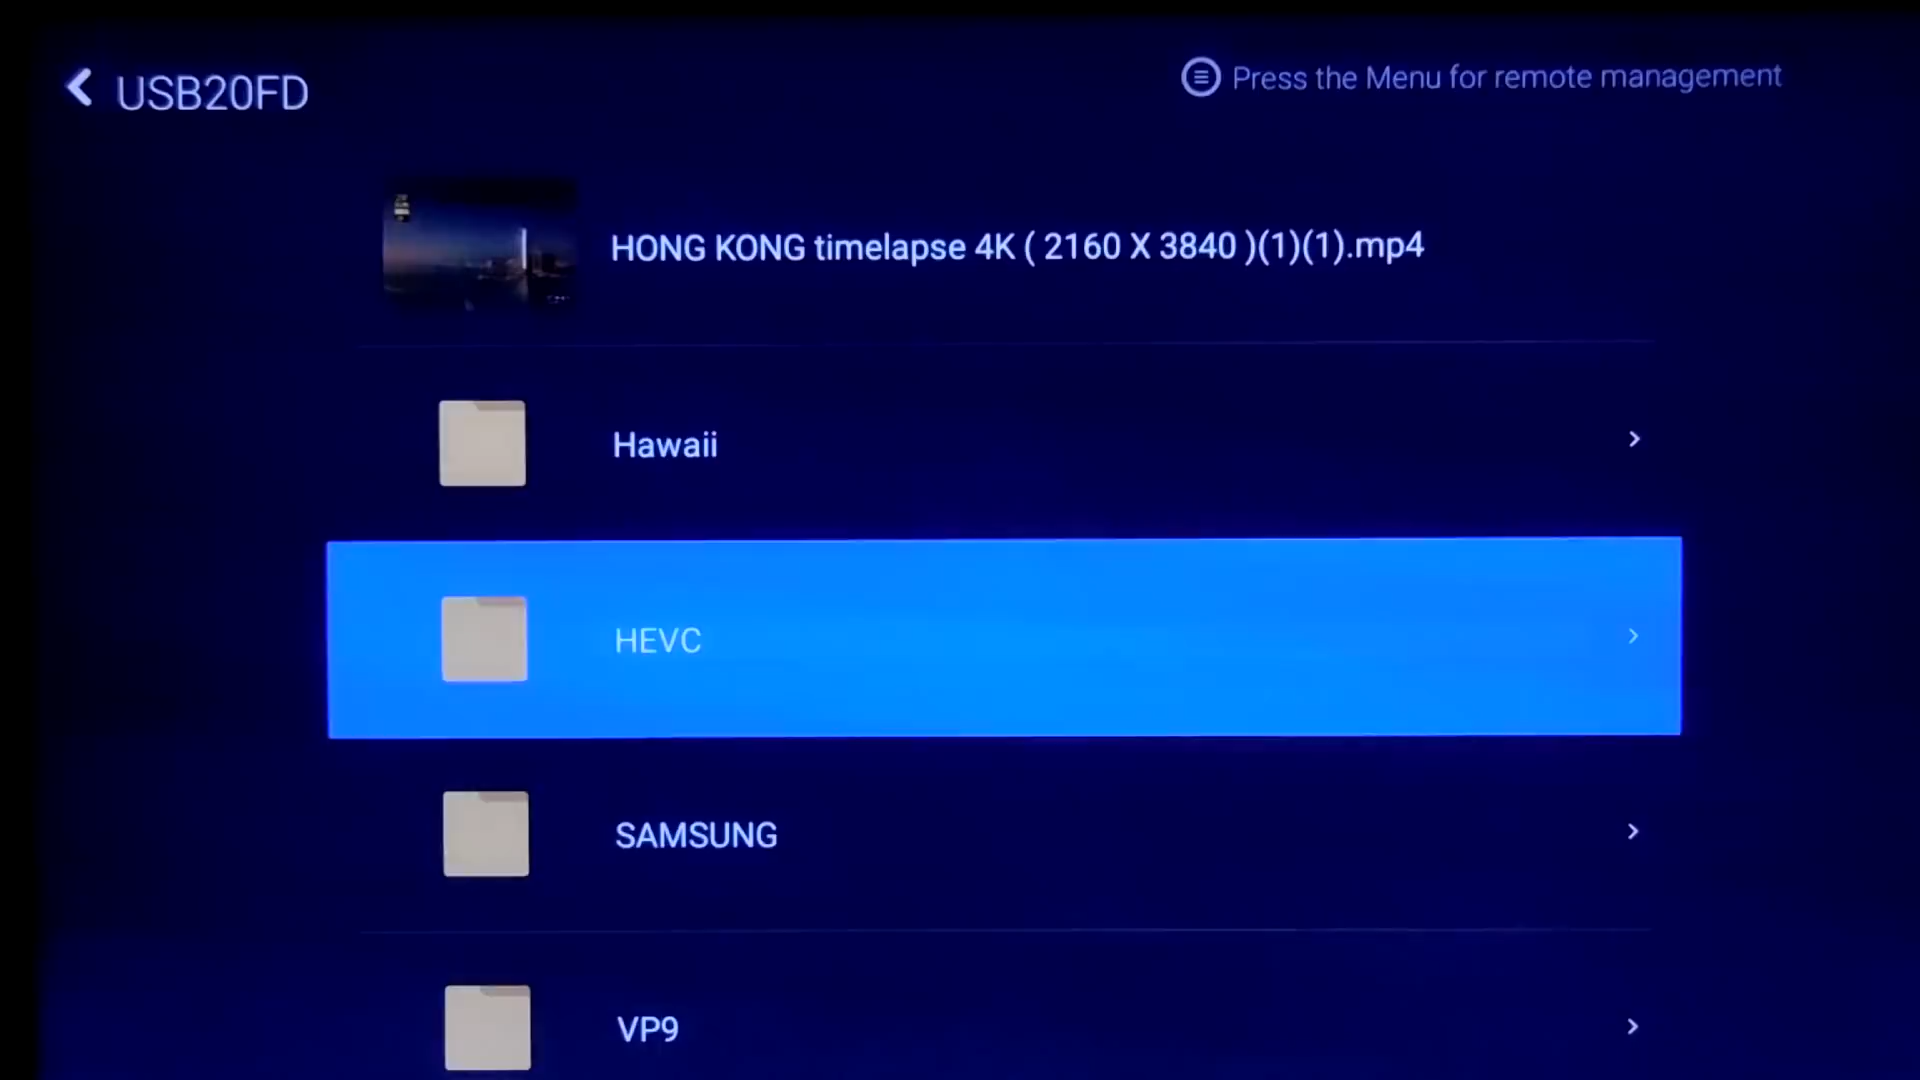 USB20FD
Press the Menu for remote management
HONG KONG timelapse 4K ( 2160 X 3840 )(1)(1).mp4
Hawaii
HEVC
SAMSUNG
VP9